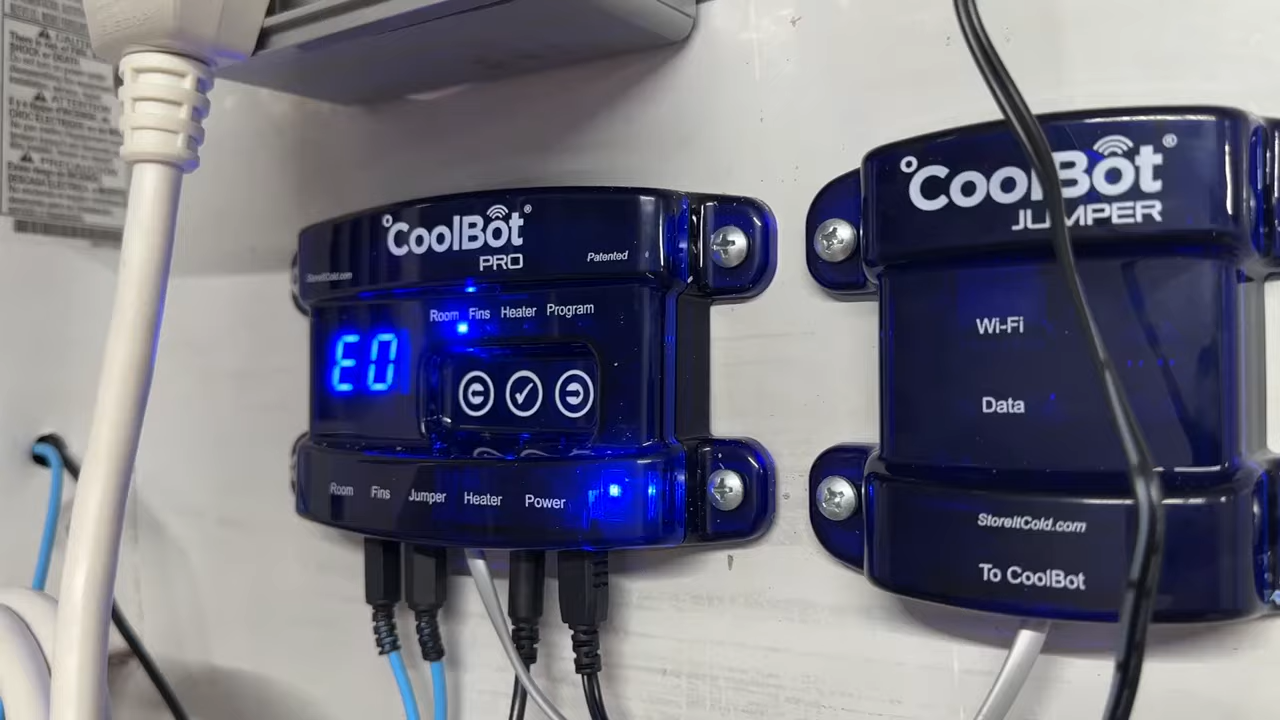 °CoolBot®
PRO
StoreItCold.com
Patented
Room Fins Heater Program
E0
Room Fins Jumper Heater Power
°CoolBot®
JUMPER
Wi-Fi
Data
StoreItCold.com
To CoolBot
ATTENTION